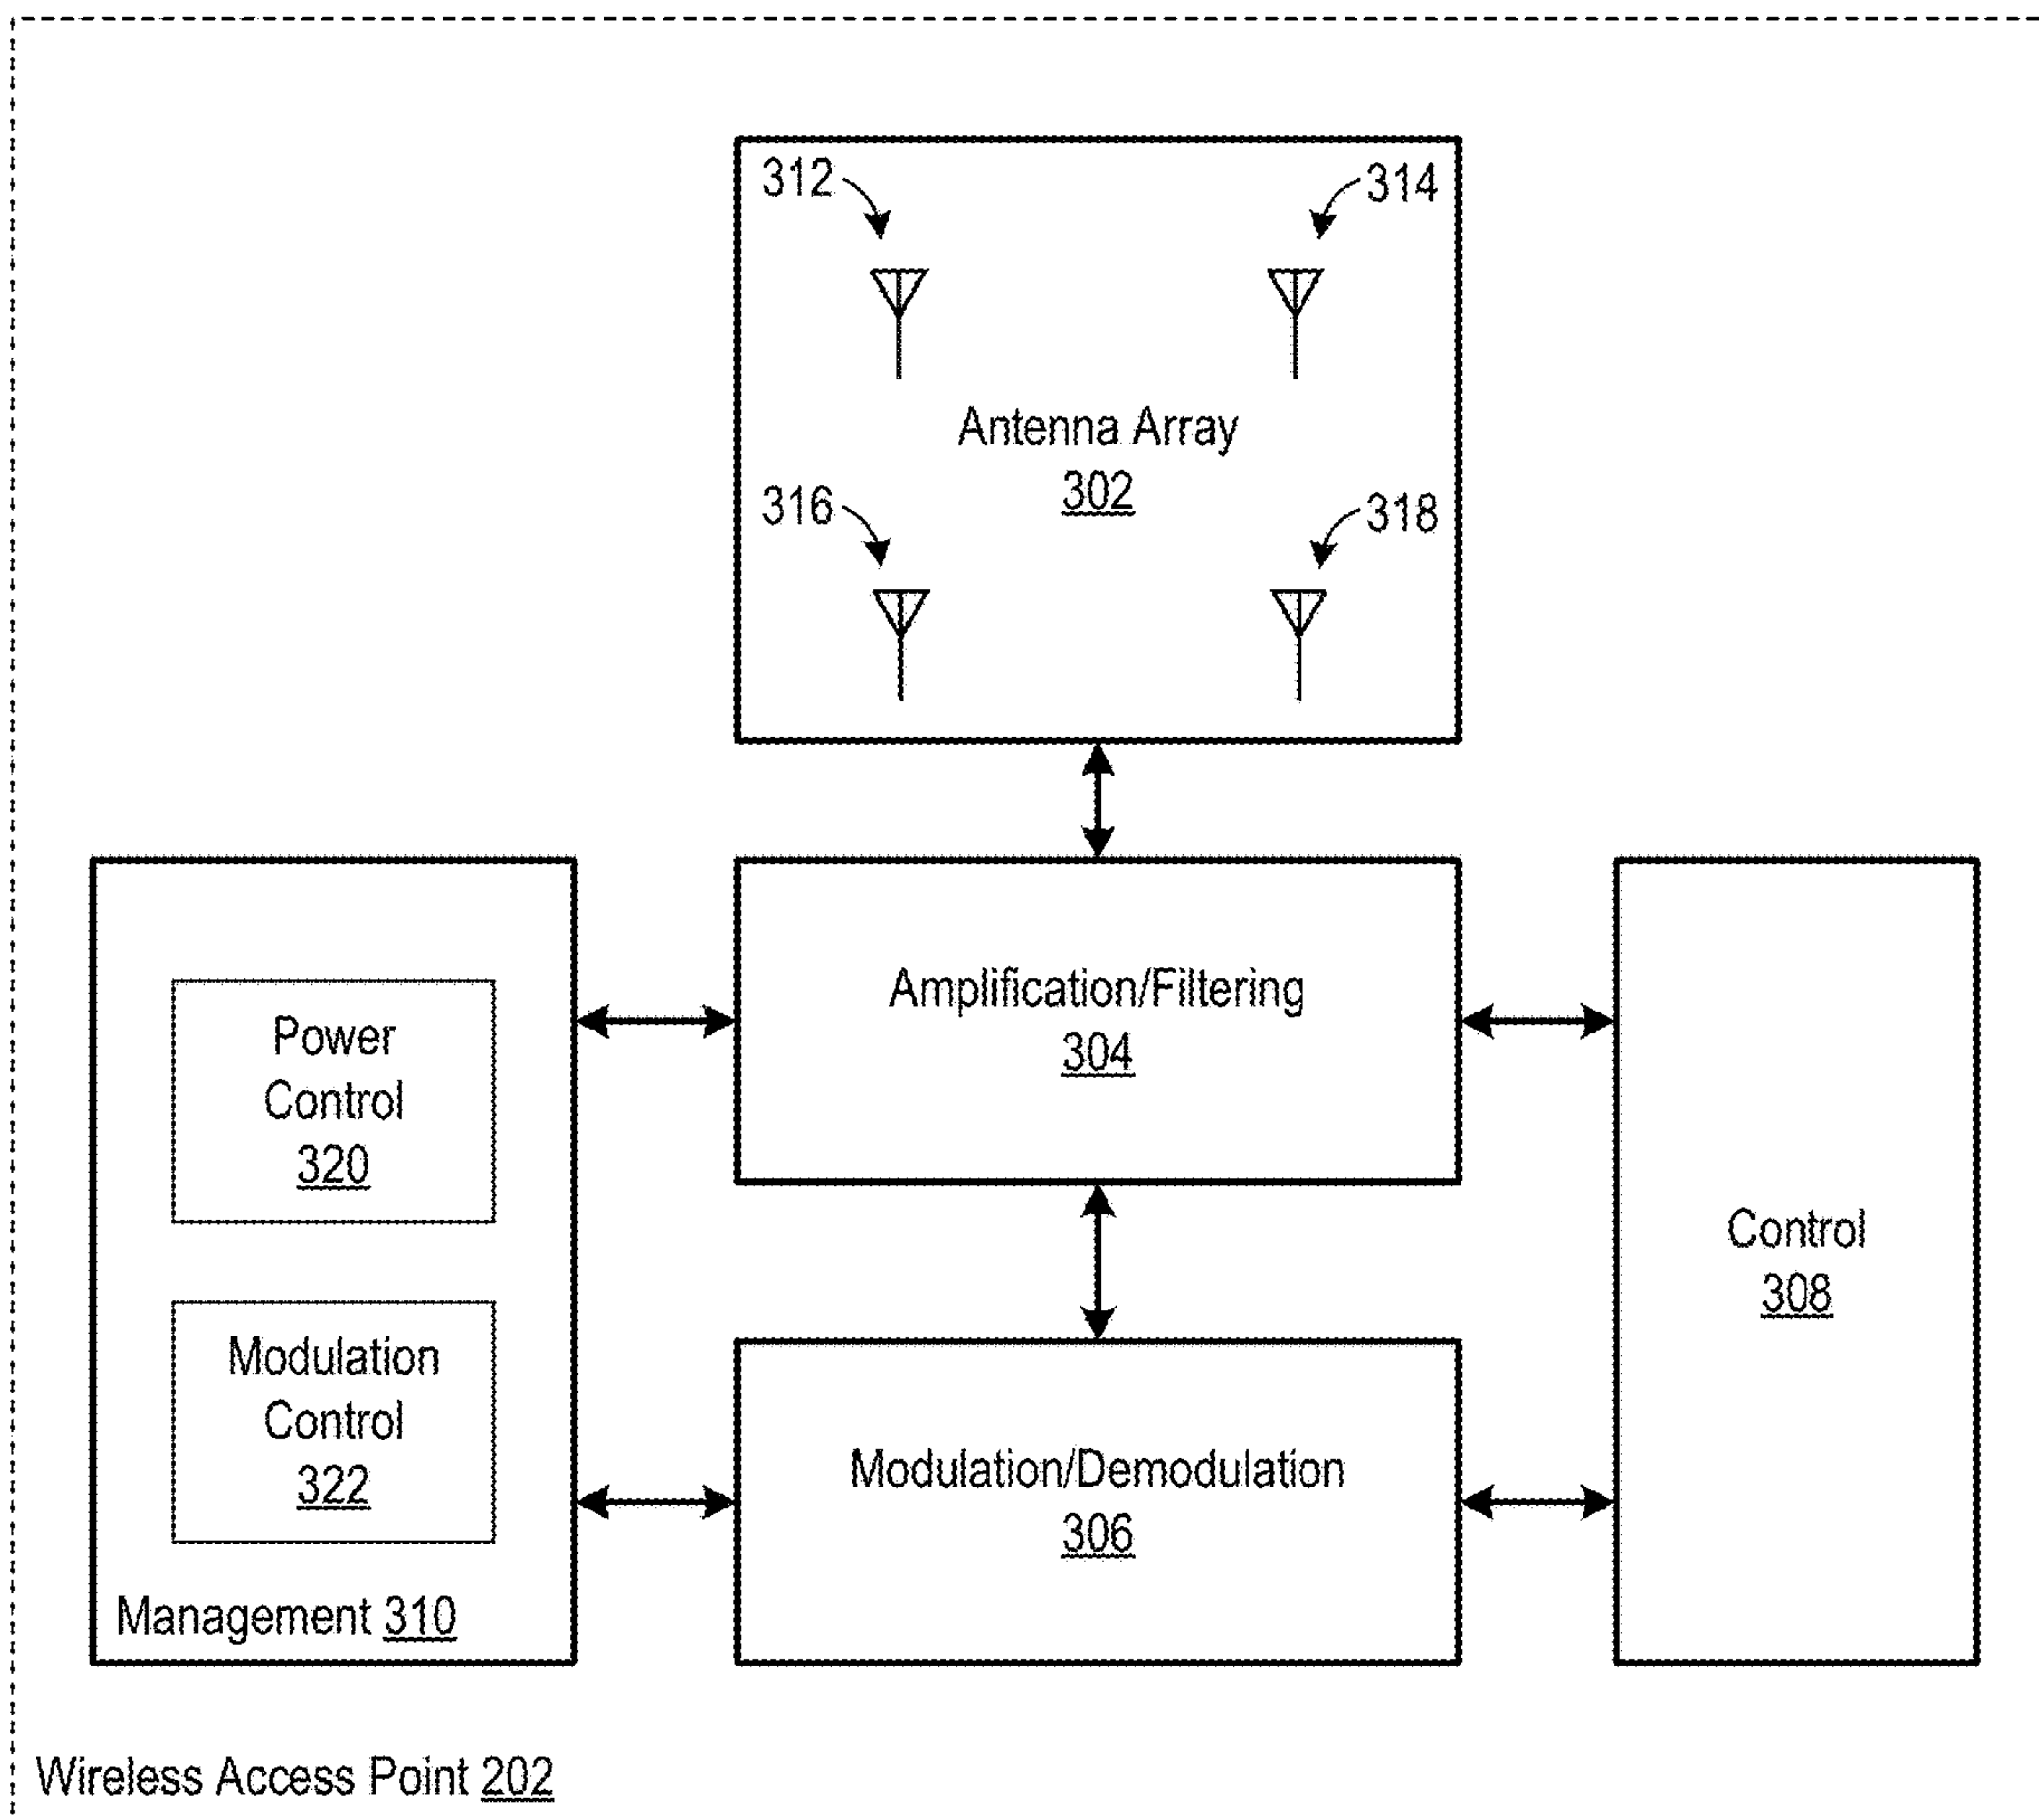 312
314
Antenna Array
302
316
318
Amplification/Filtering
304
Power
Control
320
Modulation
Control
322
Management 310
Modulation/Demodulation
306
Control
308
Wireless Access Point 202